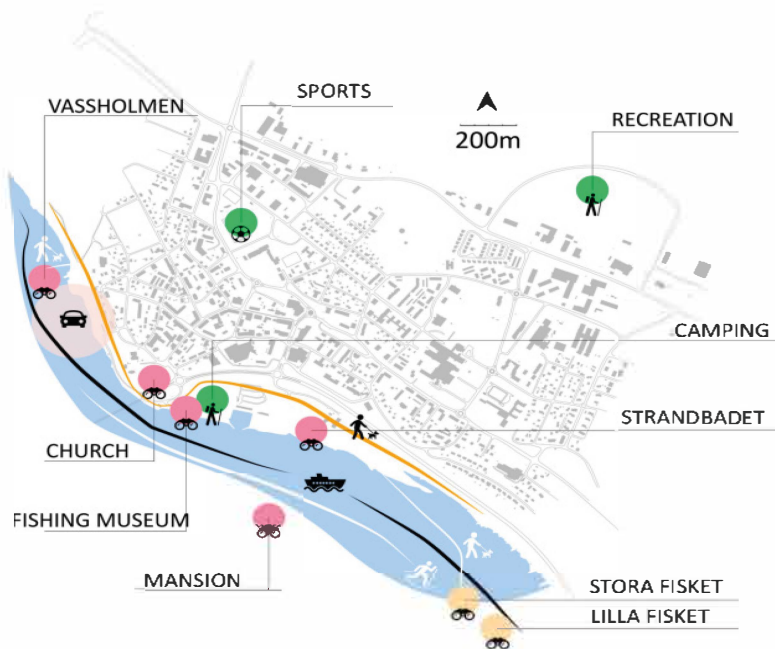 SPORTS
VASSHOLMEN
200m
RECREATION
CAMPING
STRANDBADET
CHURCH
FISHING MUSEUM
MANSION
STORA FISKET
LILLA FISKET